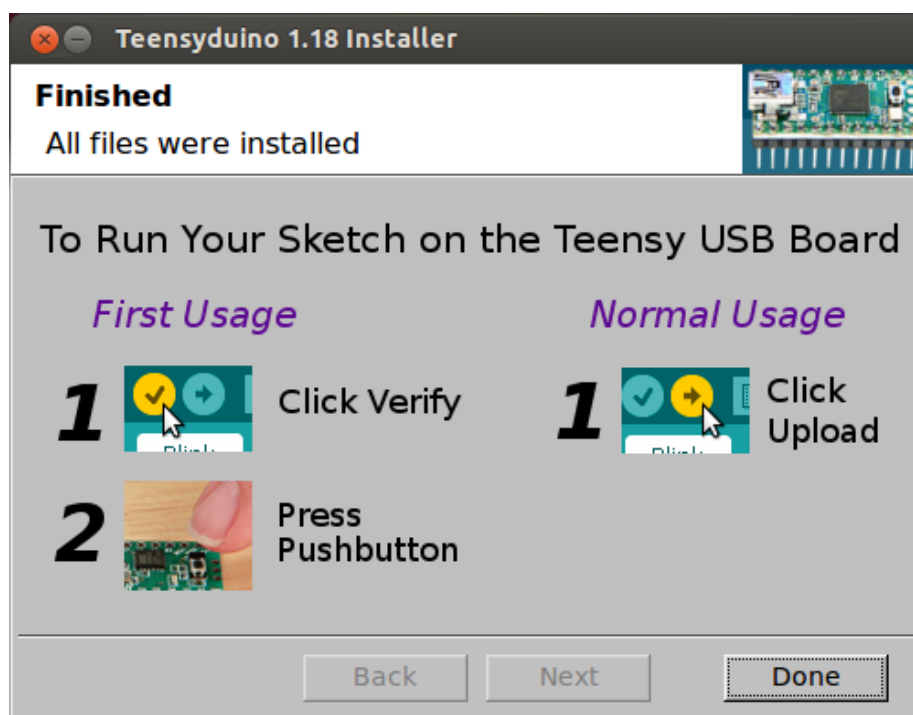 Teensyduino 1.18 Installer
Finished
All files were installed
To Run Your Sketch on the Teensy USB Board
First Usage
Normal Usage
1
Click Verify
2
Press
Pushbutton
1
Click
Upload
Back
Next
Done